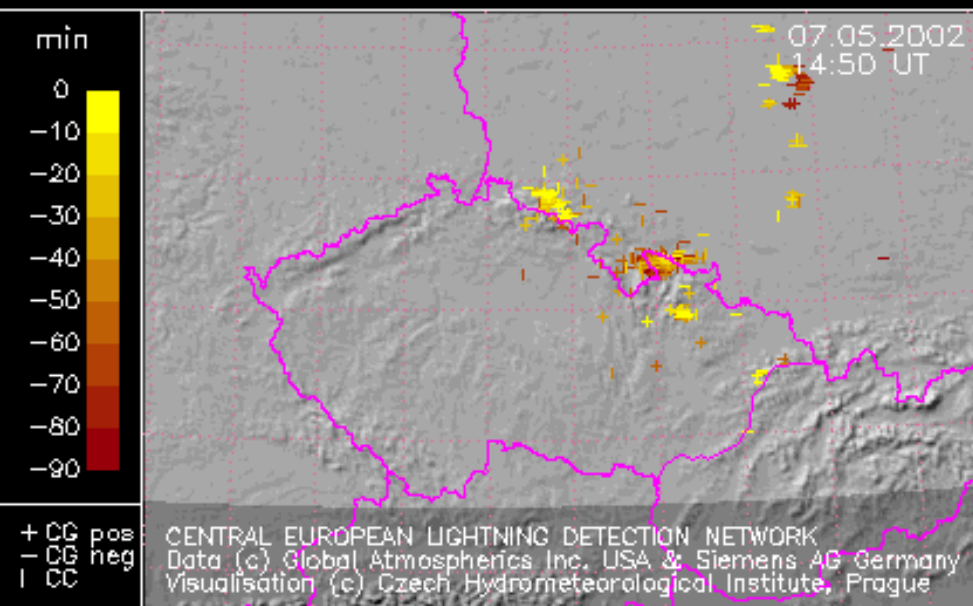 min
0
-10
-20
-30
-40
-50
-60
-70
-80
-90
07.05.2002
14:50 UT
+ CG pos
- CG neg
I CC
CENTRAL EUROPEAN LIGHTNING DETECTION NETWORK
Data (c) Global Atmospherics Inc. USA & Siemens AG Germany
Visualisation (c) Czech Hydrometeorological Institute, Prague